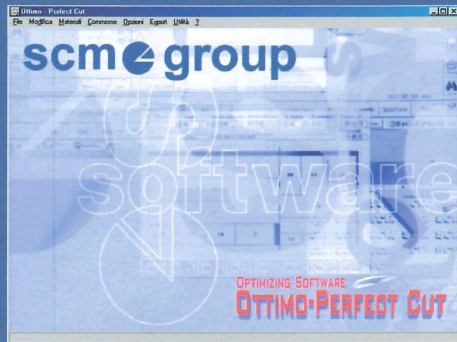 Ottimo - Perfect Cut
File Modifica Materiali Commesse Opzioni Export Utilità ?
scm group
software
OPTIMIZING SOFTWARE
OTTIMO-PERFECT CUT